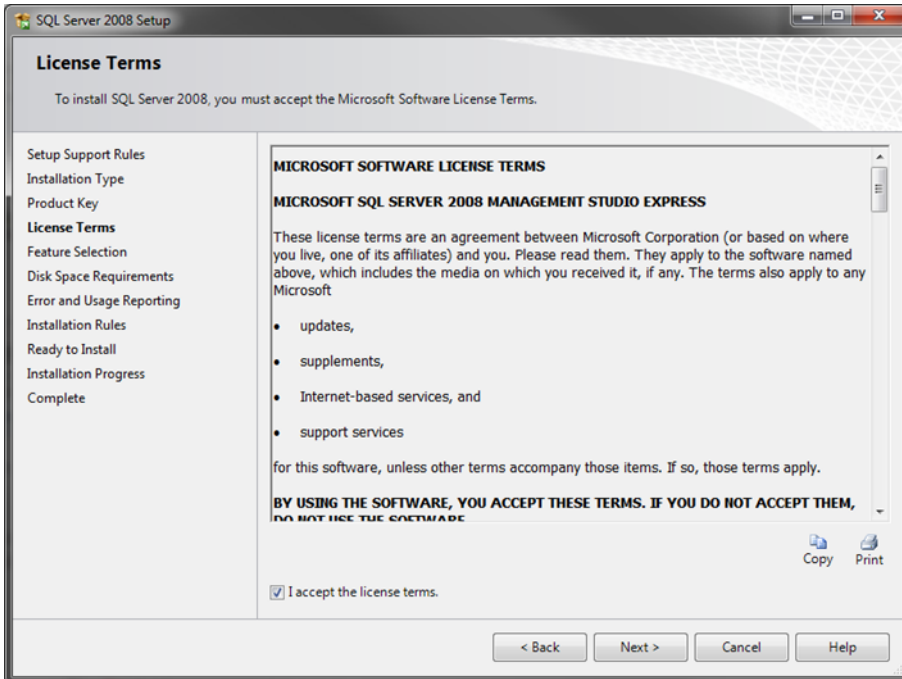 SQL Server 2008 Setup
License Terms
To install SQL Server 2008, you must accept the Microsoft Software License Terms.
Setup Support Rules
Installation Type
Product Key
License Terms
Feature Selection
Disk Space Requirements
Error and Usage Reporting
Installation Rules
Ready to Install
Installation Progress
Complete
MICROSOFT SOFTWARE LICENSE TERMS
MICROSOFT SQL SERVER 2008 MANAGEMENT STUDIO EXPRESS
These license terms are an agreement between Microsoft Corporation (or based on where
you live, one of its affiliates) and you. Please read them. They apply to the software named
above, which includes the media on which you received it, if any. The terms also apply to any
Microsoft
• updates,
• supplements,
• Internet-based services, and
• support services
for this software, unless other terms accompany those items. If so, those terms apply.
BY USING THE SOFTWARE, YOU ACCEPT THESE TERMS. IF YOU DO NOT ACCEPT THEM,
DO NOT USE THE SOFTWARE
Copy Print
I accept the license terms.
< Back Next > Cancel Help